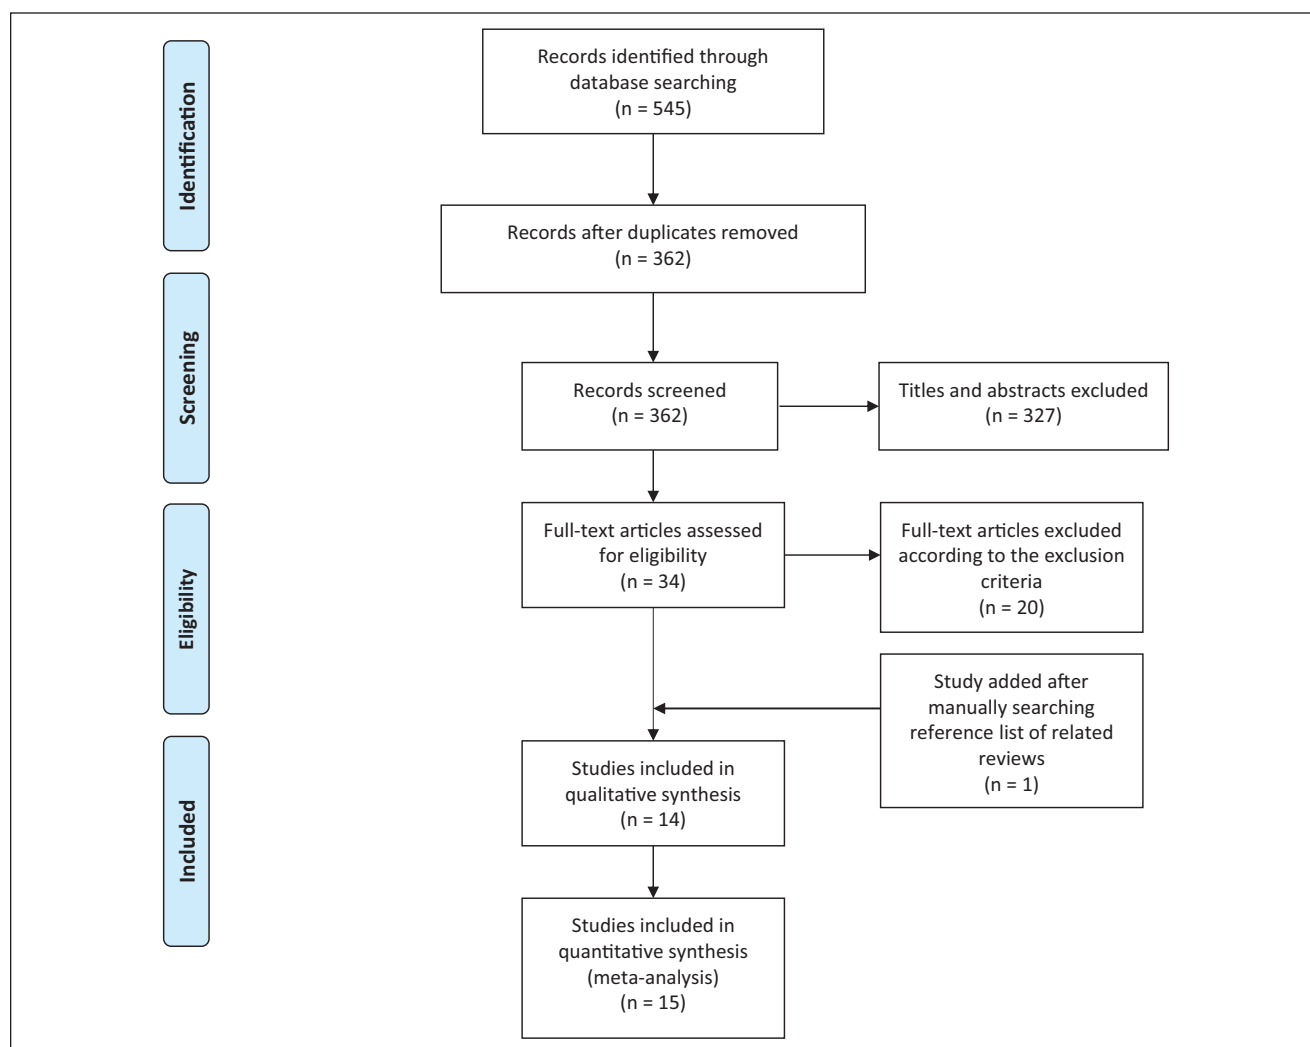 Identification
Records identified through
database searching
(n = 545)
Records after duplicates removed
(n = 362)
Screening
Records screened
(n = 362)
Titles and abstracts excluded
(n = 327)
Eligibility
Full-text articles assessed
for eligibility
(n = 34)
Full-text articles excluded
according to the exclusion
criteria
(n = 20)
Study added after
manually searching
reference list of related
reviews
(n = 1)
Included
Studies included in
qualitative synthesis
(n = 14)
Studies included in
quantitative synthesis
(meta-analysis)
(n = 15)